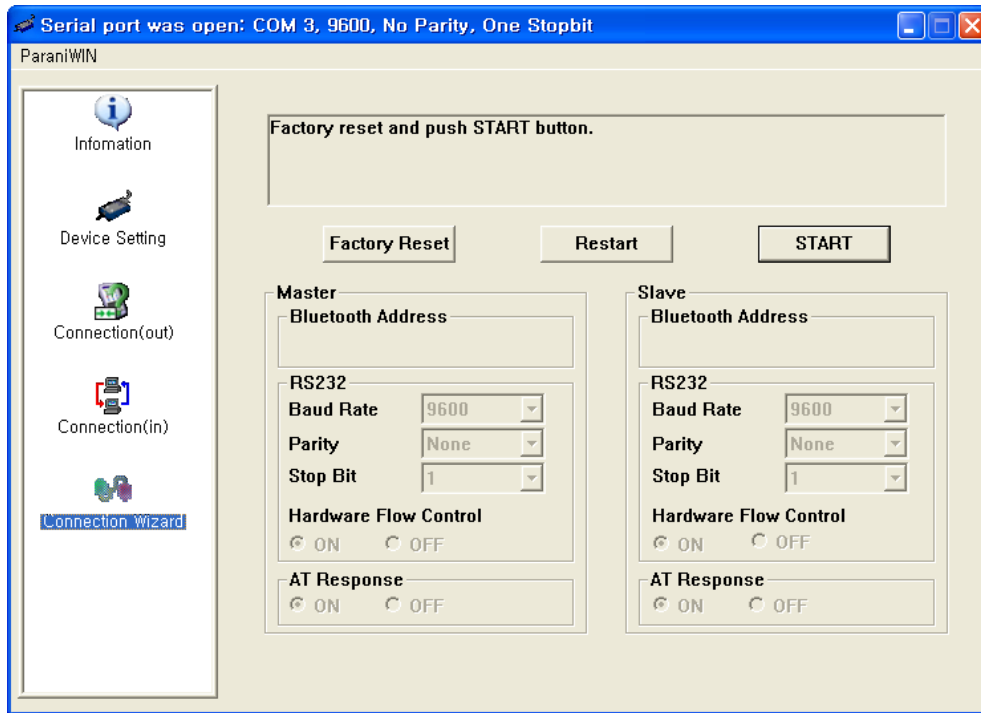 Serial port was open: COM 3, 9600, No Parity, One Stopbit
ParaniWIN
Infomation
Device Setting
Connection(out)
Connection(in)
Connection Wizard
Factory reset and push START button.
Factory Reset Restart START
Master
Bluetooth Address
RS232
Baud Rate 9600
Parity None
Stop Bit 1
Hardware Flow Control
ON OFF
AT Response
ON OFF
Slave
Bluetooth Address
RS232
Baud Rate 9600
Parity None
Stop Bit 1
Hardware Flow Control
ON OFF
AT Response
ON OFF